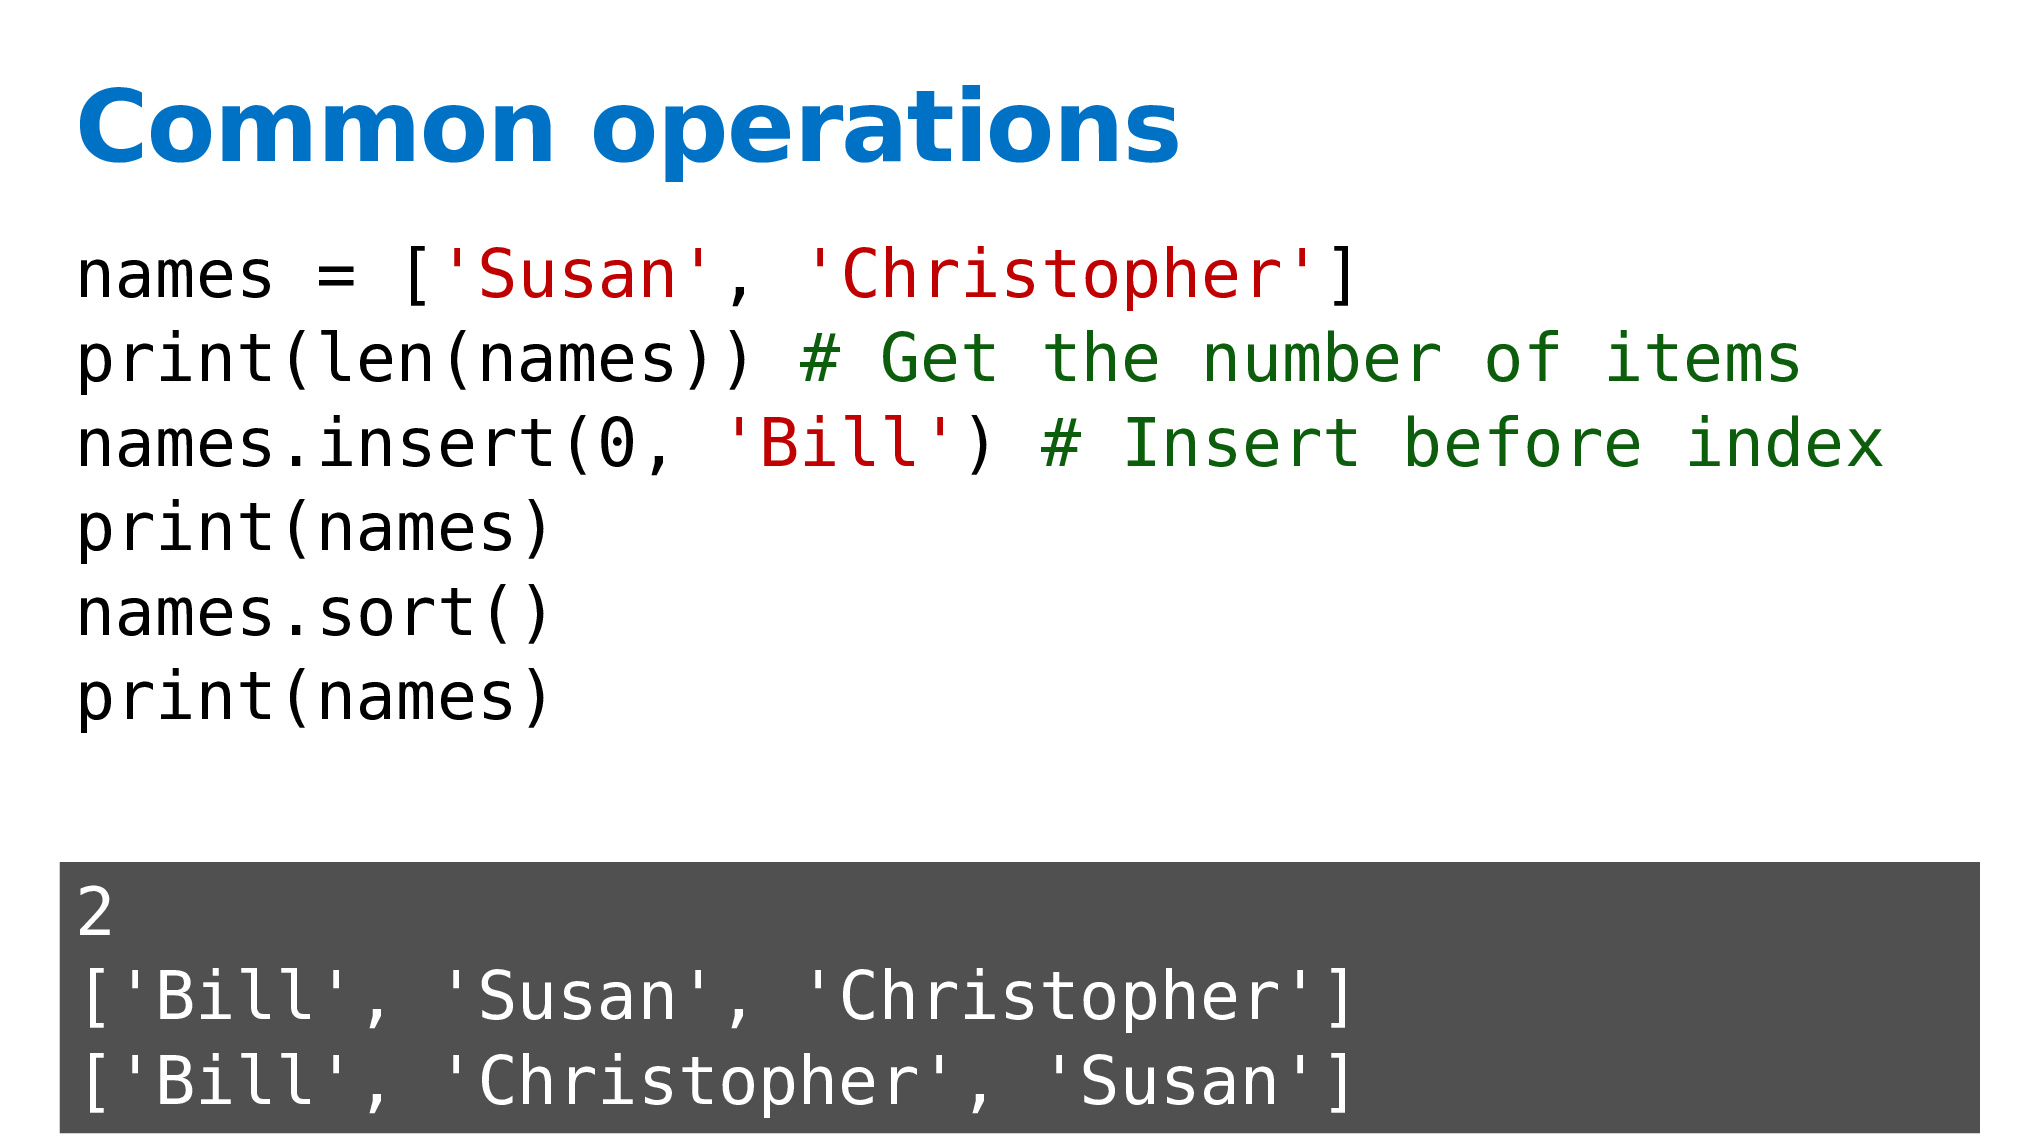 Common operations
names = ['Susan', 'Christopher']
print(len(names)) # Get the number of items
names.insert(0, 'Bill') # Insert before index
print(names)
names.sort()
print(names)
2
['Bill', 'Susan', 'Christopher']
['Bill', 'Christopher', 'Susan']